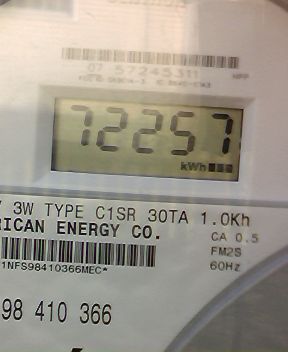 07 57245311
72257
kWh
V 3W TYPE C1SR 30TA 1.0Kh
RICAN ENERGY CO.
CA 0.5
FM2S
1NFS98410366MEC*
60Hz
98 410 366